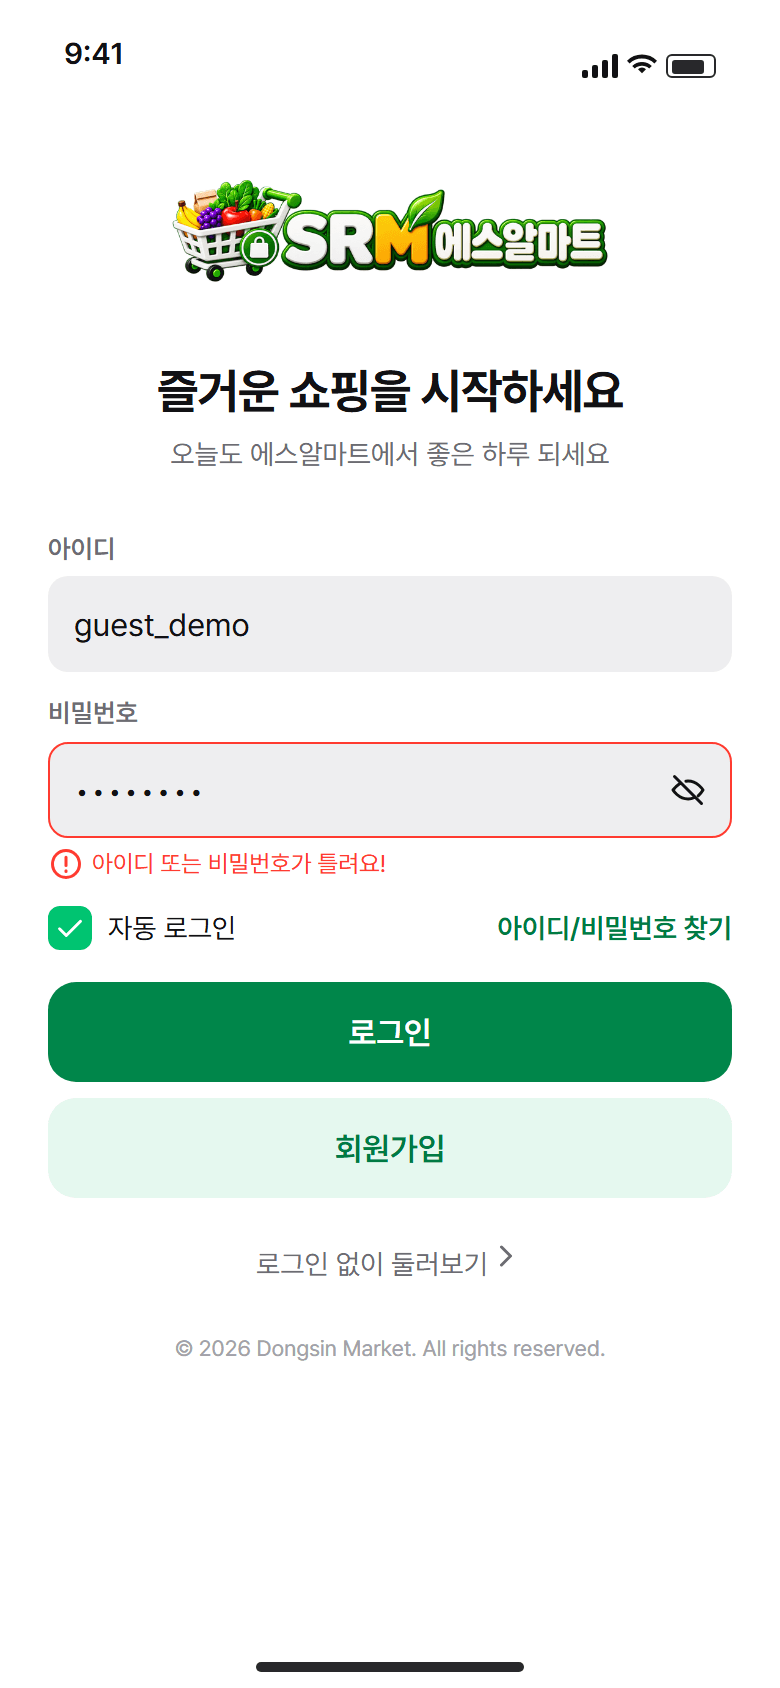 9:41
SRM 에스알마트
즐거운 쇼핑을 시작하세요
오늘도 에스알마트에서 좋은 하루 되세요
아이디
guest_demo
비밀번호
••••••••
아이디 또는 비밀번호가 틀려요!
자동 로그인 아이디/비밀번호 찾기
로그인
회원가입
로그인 없이 둘러보기
© 2026 Dongsin Market. All rights reserved.